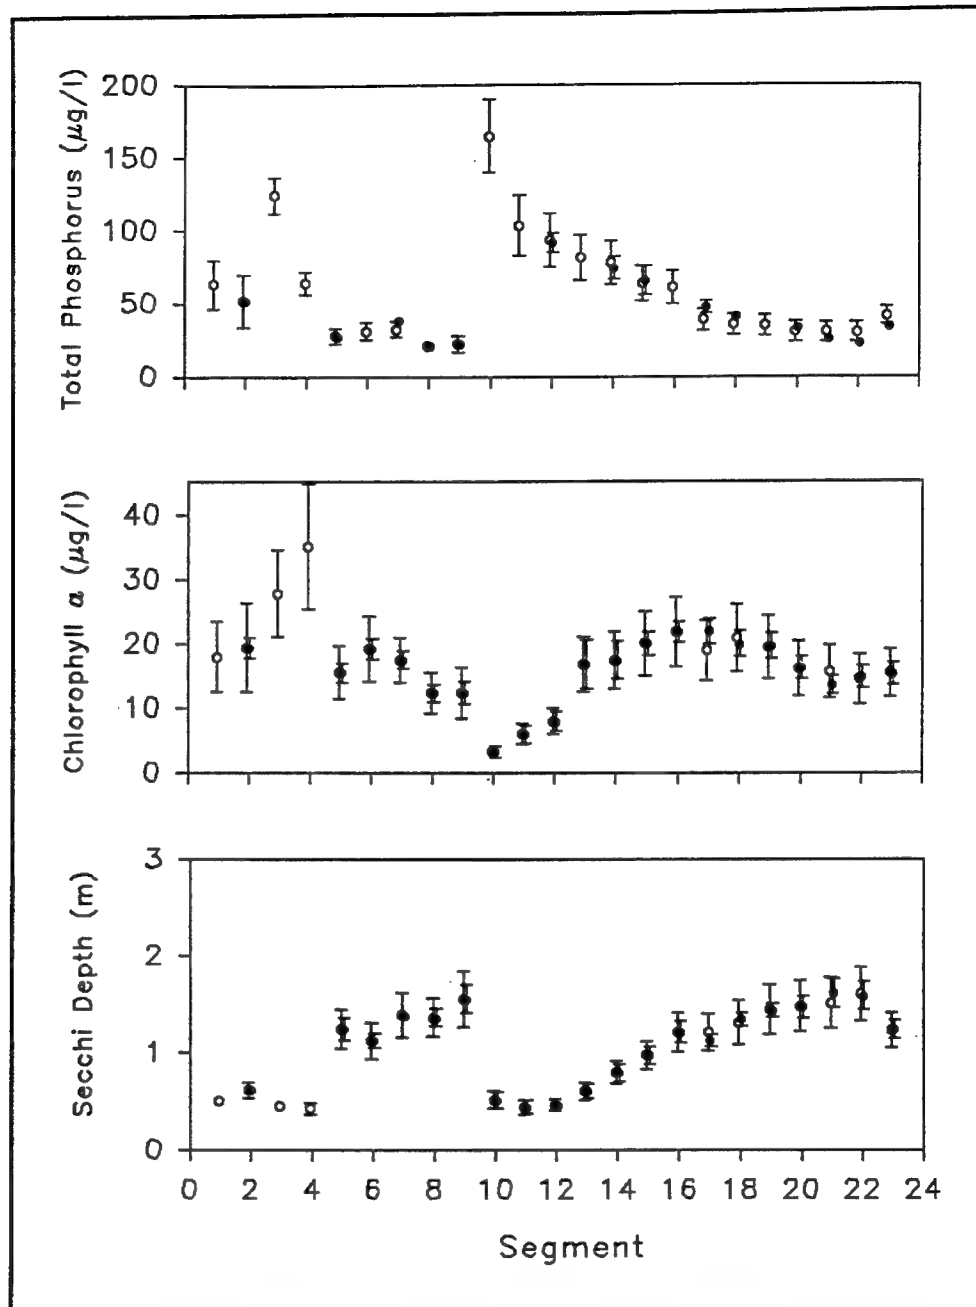 Total Phosphorus (μg/l)
200
150
100
50
0
Chlorophyll α (μg/l)
40
30
20
10
0
Secchi Depth (m)
3
2
1
0
0 2 4 6 8 10 12 14 16 18 20 22 24
Segment